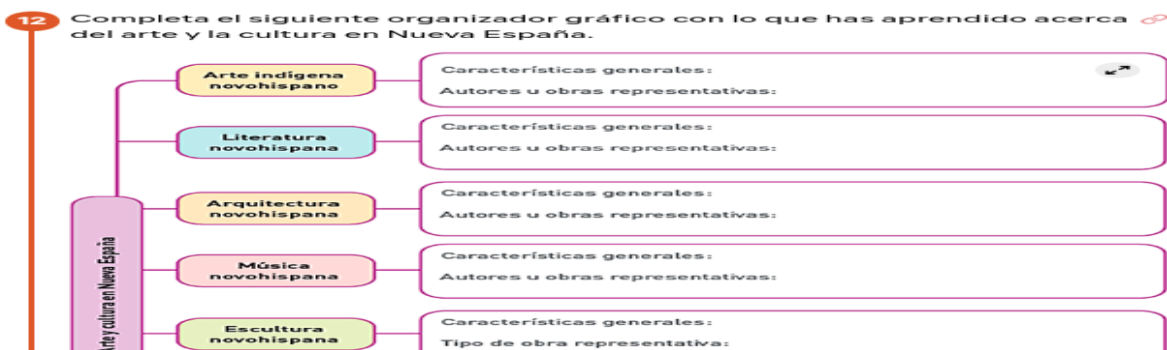 12 Completa el siguiente organizador gráfico con lo que has aprendido acerca
del arte y la cultura en Nueva España.
Arte indígena
novohispano
Características generales:
Autores u obras representativas:
Literatura
novohispana
Características generales:
Autores u obras representativas:
Arquitectura
novohispana
Características generales:
Autores u obras representativas:
Música
novohispana
Características generales:
Autores u obras representativas:
Escultura
novohispana
Características generales:
Tipo de obra representativa:
Arte y cultura en Nueva España